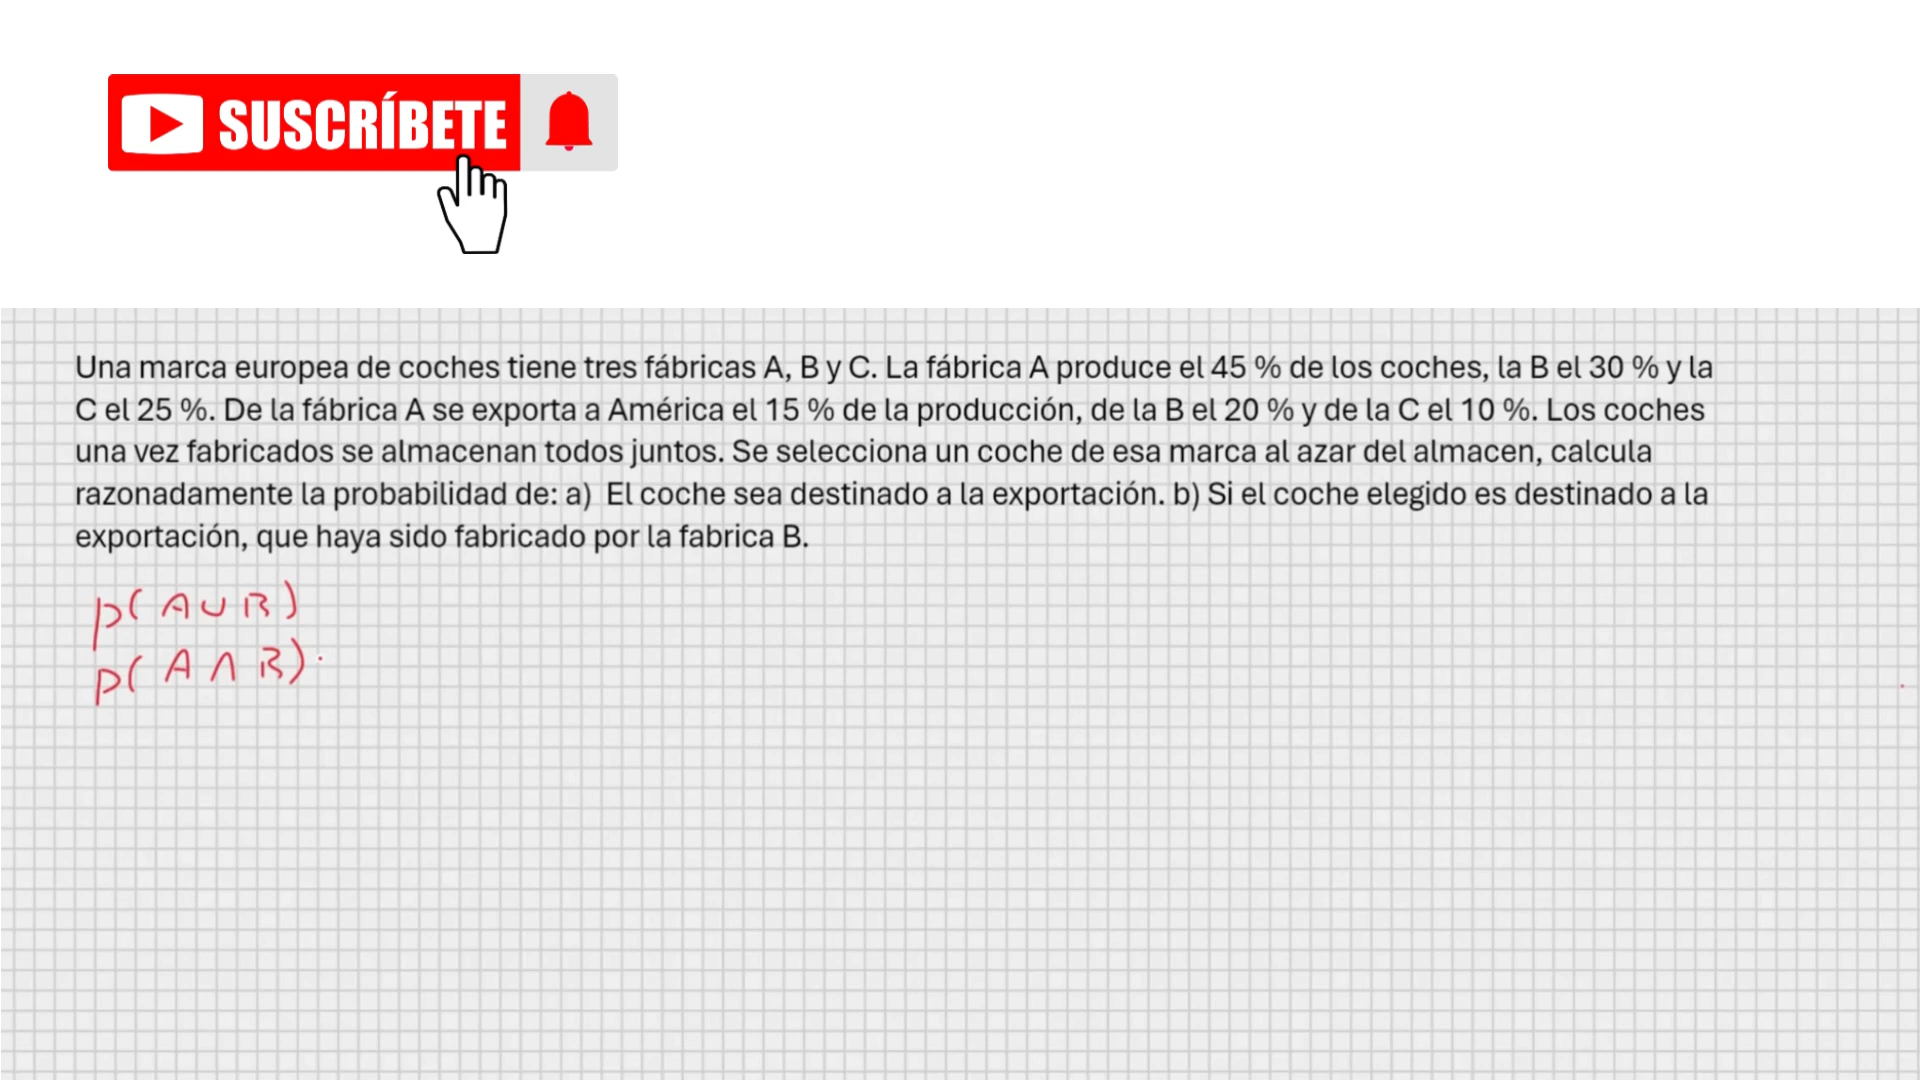 SUSCRÍBETE
Una marca europea de coches tiene tres fábricas A, B y C. La fábrica A produce el 45 % de los coches, la B el 30 % y la
C el 25 %. De la fábrica A se exporta a América el 15 % de la producción, de la B el 20 % y de la C el 10 %. Los coches
una vez fabricados se almacenan todos juntos. Se selecciona un coche de esa marca al azar del almacen, calcula
razonadamente la probabilidad de: a)  El coche sea destinado a la exportación. b) Si el coche elegido es destinado a la
exportación, que haya sido fabricado por la fabrica B.
p( A ∪ B )
p( A ∩ B )